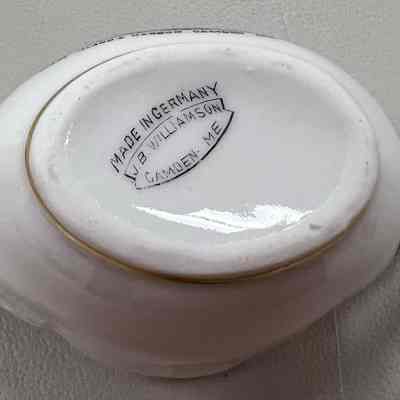 MADE IN GERMANY
J.B WILLIAMSON
CAMDEN. ME